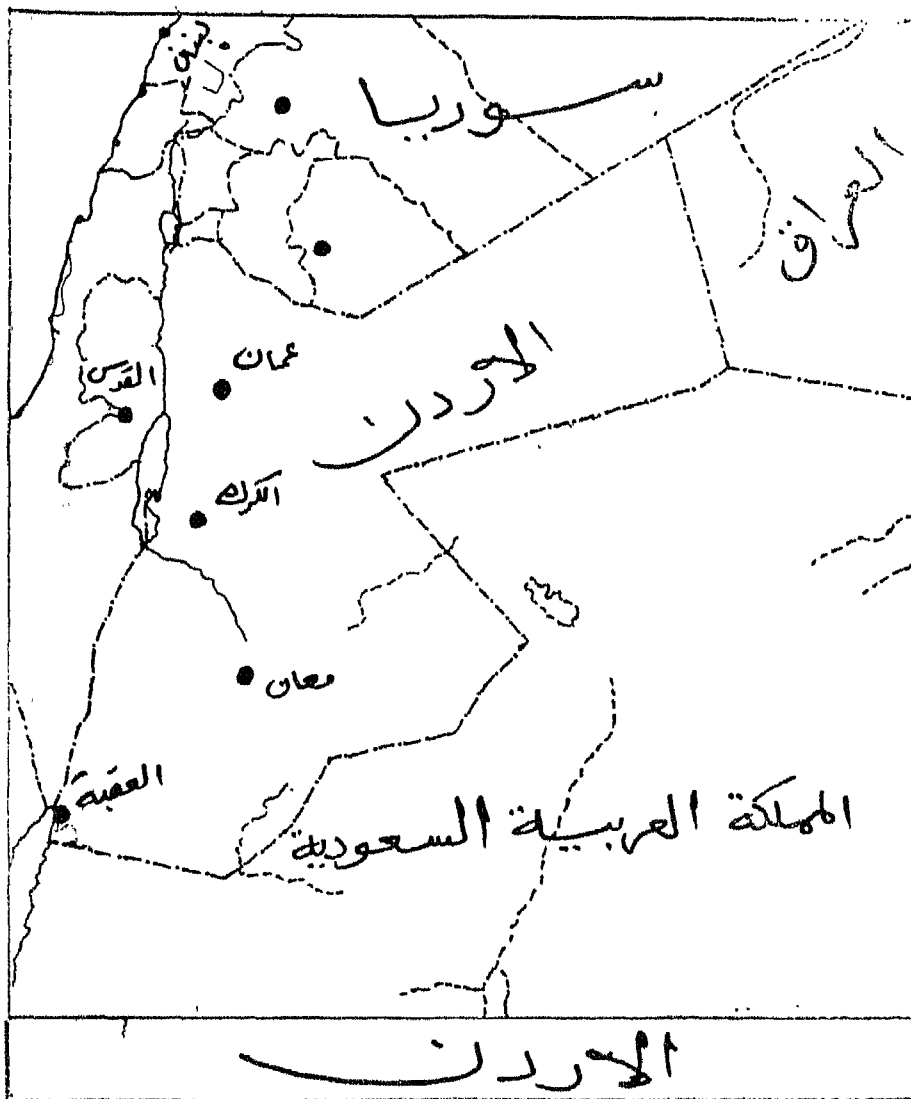 سوريا
العراق
الاردن
عمان
القدس
الكرك
معان
العقبة
المملكة العربية السعودية
الاردن